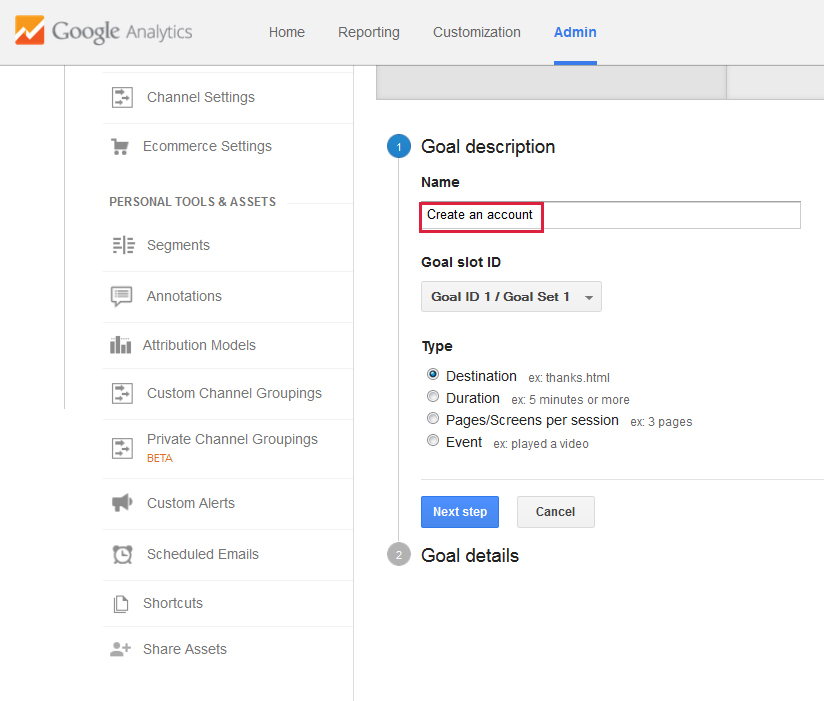 Google Analytics
Home Reporting Customization Admin
Channel Settings
Ecommerce Settings
PERSONAL TOOLS & ASSETS
Segments
Annotations
Attribution Models
Custom Channel Groupings
Private Channel Groupings
BETA
Custom Alerts
Scheduled Emails
Shortcuts
Share Assets
1 Goal description
Name
Create an account
Goal slot ID
Goal ID 1 / Goal Set 1
Type
Destination ex: thanks.html
Duration ex: 5 minutes or more
Pages/Screens per session ex: 3 pages
Event ex: played a video
Next step Cancel
2 Goal details